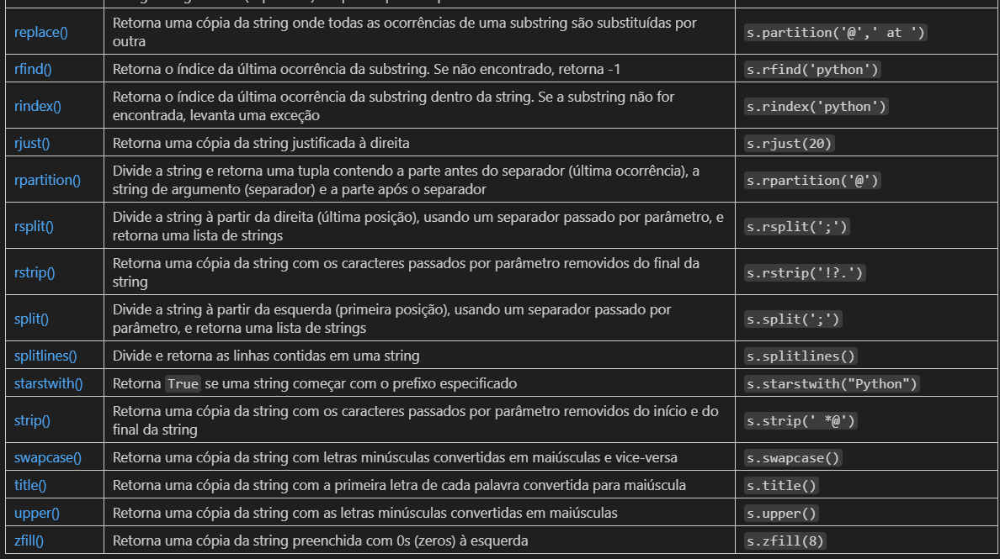 replace()
Retorna uma cópia da string onde todas as ocorrências de uma substring são substituídas por
outra
s.partition('@',' at ')
rfind()
Retorna o índice da última ocorrência da substring. Se não encontrado, retorna -1
s.rfind('python')
rindex()
Retorna o índice da última ocorrência da substring dentro da string. Se a substring não for
encontrada, levanta uma exceção
s.rindex('python')
rjust()
Retorna uma cópia da string justificada à direita
s.rjust(20)
rpartition()
Divide a string e retorna uma tupla contendo a parte antes do separador (última ocorrência), a
string de argumento (separador) e a parte após o separador
s.rpartition('@')
rsplit()
Divide a string à partir da direita (última posição), usando um separador passado por parâmetro, e
retorna uma lista de strings
s.rsplit(';')
rstrip()
Retorna uma cópia da string com os caracteres passados por parâmetro removidos do final da
string
s.rstrip('!?.')
split()
Divide a string à partir da esquerda (primeira posição), usando um separador passado por
parâmetro, e retorna uma lista de strings
s.split(';')
splitlines()
Divide e retorna as linhas contidas em uma string
s.splitlines()
starstwith()
Retorna True se uma string começar com o prefixo especificado
s.starstwith("Python")
strip()
Retorna uma cópia da string com os caracteres passados por parâmetro removidos do início e do
final da string
s.strip(' *@')
swapcase()
Retorna uma cópia da string com letras minúsculas convertidas em maiúsculas e vice-versa
s.swapcase()
title()
Retorna uma cópia da string com a primeira letra de cada palavra convertida para maiúscula
s.title()
upper()
Retorna uma cópia da string com as letras minúsculas convertidas em maiúsculas
s.upper()
zfill()
Retorna uma cópia da string preenchida com 0s (zeros) à esquerda
s.zfill(8)